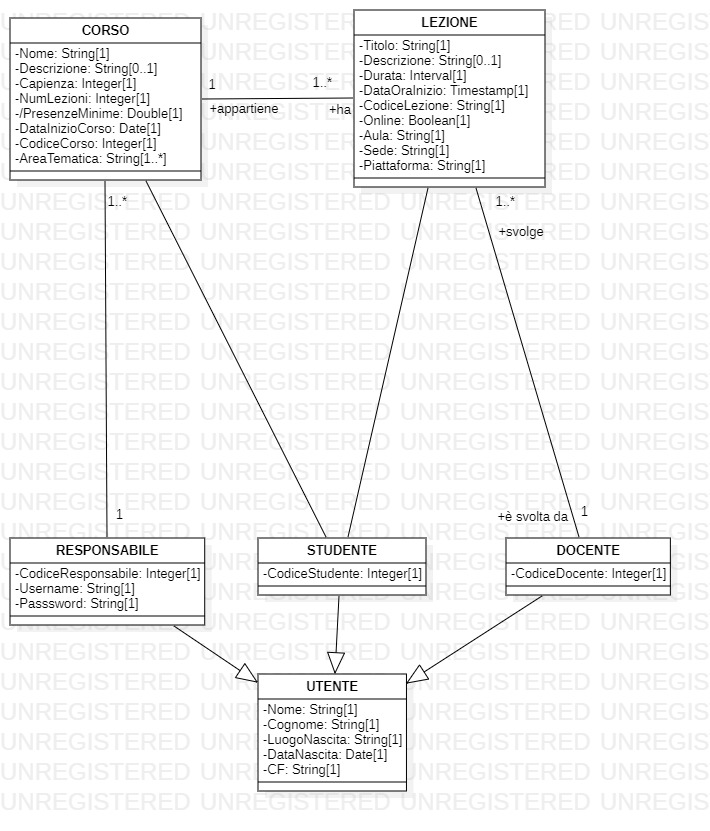 CORSO
-Nome: String[1]
-Descrizione: String[0..1]
-Capienza: Integer[1]
-NumLezioni: Integer[1]
-/PresenzeMinime: Double[1]
-DataInizioCorso: Date[1]
-CodiceCorso: Integer[1]
-AreaTematica: String[1..*]
1
1..*
+appartiene
+ha
LEZIONE
-Titolo: String[1]
-Descrizione: String[0..1]
-Durata: Interval[1]
-DataOraInizio: Timestamp[1]
-CodiceLezione: String[1]
-Online: Boolean[1]
-Aula: String[1]
-Sede: String[1]
-Piattaforma: String[1]
1..*
1..*
+svolge
1
+è svolta da
1
RESPONSABILE
-CodiceResponsabile: Integer[1]
-Username: String[1]
-Passsword: String[1]
STUDENTE
-CodiceStudente: Integer[1]
DOCENTE
-CodiceDocente: Integer[1]
UTENTE
-Nome: String[1]
-Cognome: String[1]
-LuogoNascita: String[1]
-DataNascita: Date[1]
-CF: String[1]
UNREGISTERED UNREGISTERED UNREGISTERED UNREGIS